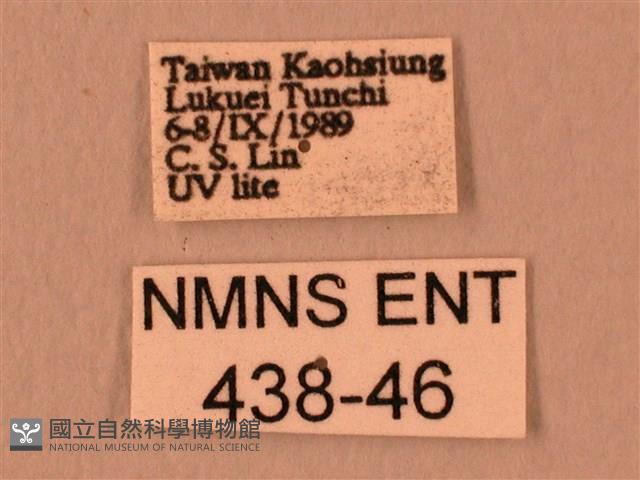 Taiwan Kaohsiung
Lukuei Tunchi
6-8/IX/1989
C. S. Lin
UV lite
NMNS ENT
438-46
國立自然科學博物館
NATIONAL MUSEUM OF NATURAL SCIENCE